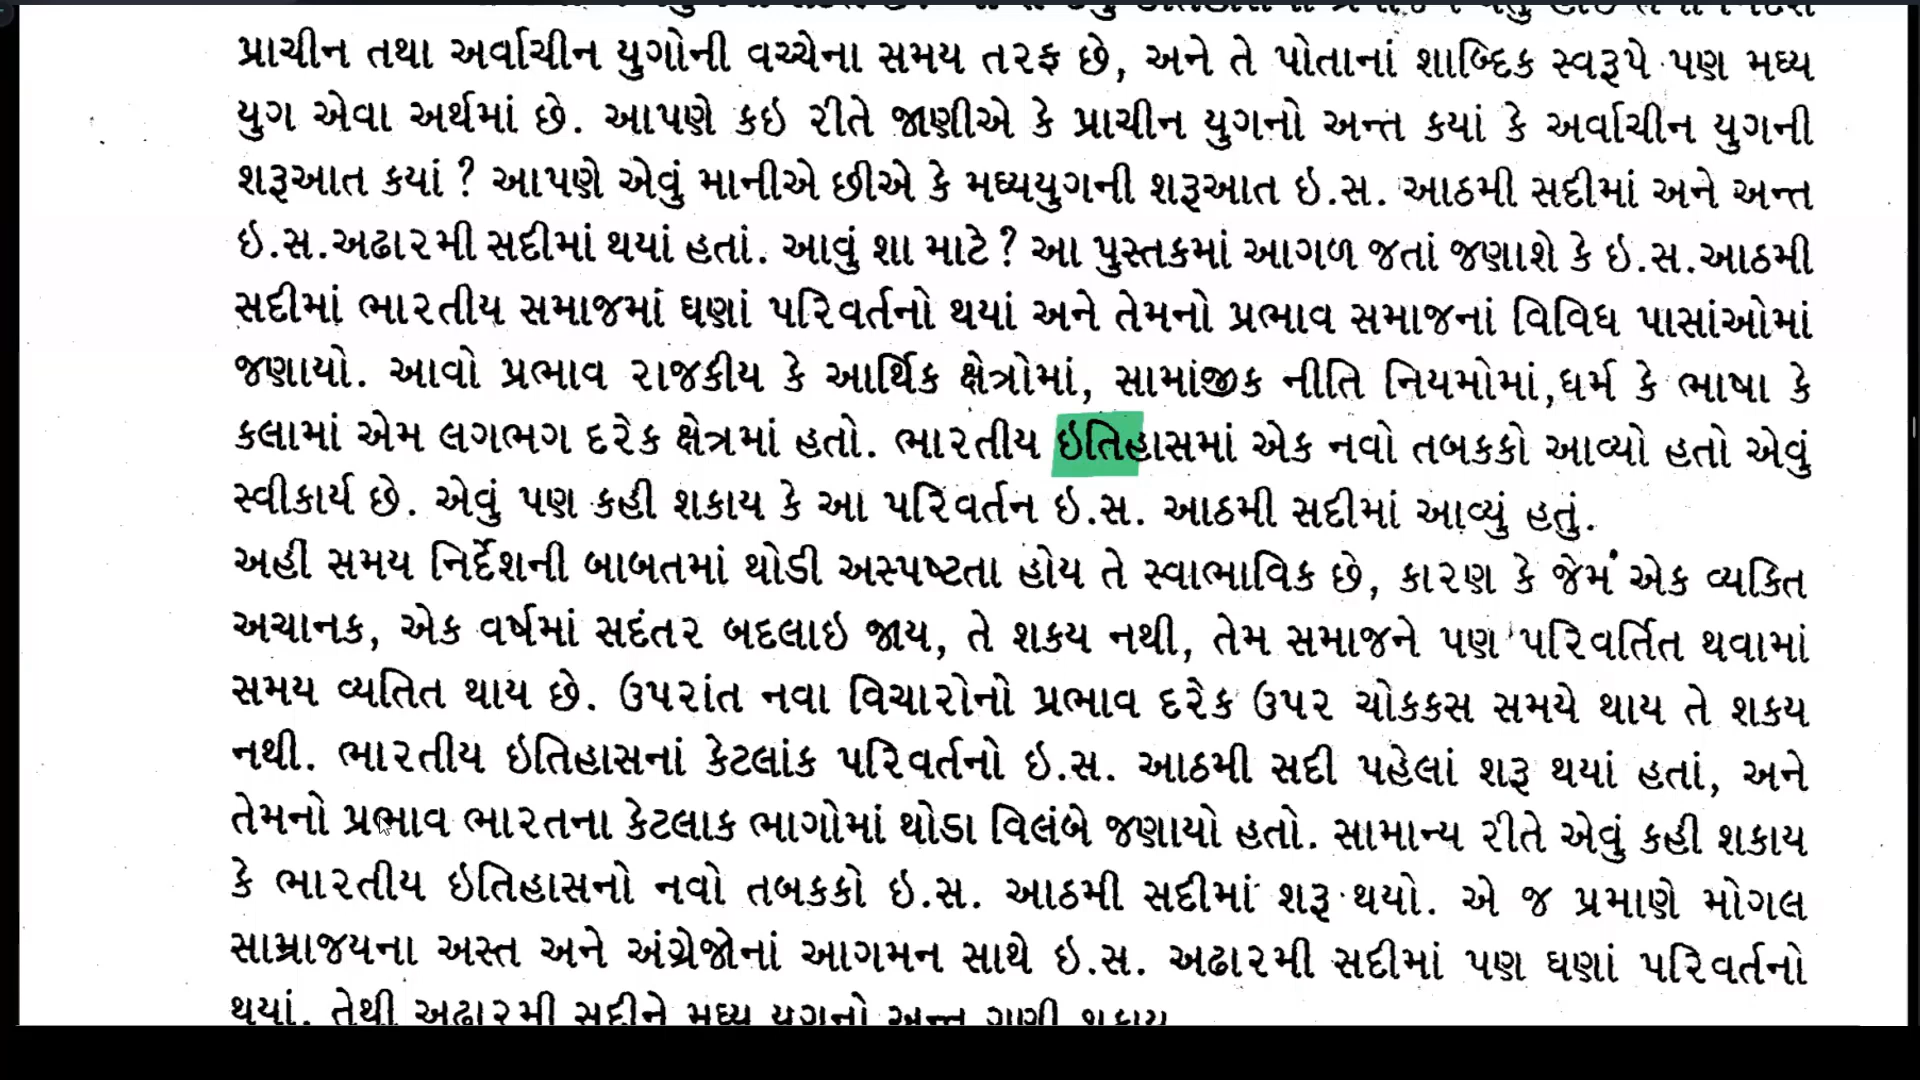 પ્રાચીન તથા અર્વાચીન યુગોની વચ્ચેના સમય તરફ છે, અને તે પોતાનાં શાબ્દિક સ્વરૂપે પણ મધ્ય
યુગ એવા અર્થમાં છે. આપણે કઇ રીતે જાણીએ કે પ્રાચીન યુગનો અન્ત કયાં કે અર્વાચીન યુગની
શરૂઆત કયાં ? આપણે એવું માનીએ છીએ કે મધ્યયુગની શરૂઆત ઇ.સ. આઠમી સદીમાં અને અન્ત
ઇ.સ.અઢારમી સદીમાં થયાં હતાં. આવું શા માટે ? આ પુસ્તકમાં આગળ જતાં જણાશે કે ઇ.સ.આઠમી
સદીમાં ભારતીય સમાજમાં ઘણાં પરિવર્તનો થયાં અને તેમનો પ્રભાવ સમાજનાં વિવિધ પાસાંઓમાં
જણાયો. આવો પ્રભાવ રાજકીય કે આર્થિક ક્ષેત્રોમાં, સામાંજીક નીતિ નિયમોમાં,ધર્મ કે ભાષા કે
કલામાં એમ લગભગ દરેક ક્ષેત્રમાં હતો. ભારતીય ઇતિહાસમાં એક નવો તબકકો આવ્યો હતો એવું
સ્વીકાર્ય છે. એવું પણ કહી શકાય કે આ પરિવર્તન ઇ.સ. આઠમી સદીમાં આવ્યું હતું.
અહીં સમય નિર્દેશની બાબતમાં થોડી અસ્પષ્ટતા હોય તે સ્વાભાવિક છે, કારણ કે જેમ એક વ્યકિત
અચાનક, એક વર્ષમાં સદંતર બદલાઇ જાય, તે શકય નથી, તેમ સમાજને પણ પરિવર્તિત થવામાં
સમય વ્યતિત થાય છે. ઉપરાંત નવા વિચારોનો પ્રભાવ દરેક ઉપર ચોકકસ સમયે થાય તે શકય
નથી. ભારતીય ઇતિહાસનાં કેટલાંક પરિવર્તનો ઇ.સ. આઠમી સદી પહેલાં શરૂ થયાં હતાં, અને
તેમનો પ્રભાવ ભારતના કેટલાક ભાગોમાં થોડા વિલંબે જણાયો હતો. સામાન્ય રીતે એવું કહી શકાય
કે ભારતીય ઇતિહાસનો નવો તબકકો ઇ.સ. આઠમી સદીમાં શરૂ થયો. એ જ પ્રમાણે મોગલ
સામ્રાજયના અસ્ત અને અંગ્રેજોનાં આગમન સાથે ઇ.સ. અઢારમી સદીમાં પણ ઘણાં પરિવર્તનો
થયાં. તેથી અઢારમી સદીને મધ્ય યુગનો અન્ત ગણી શકાય